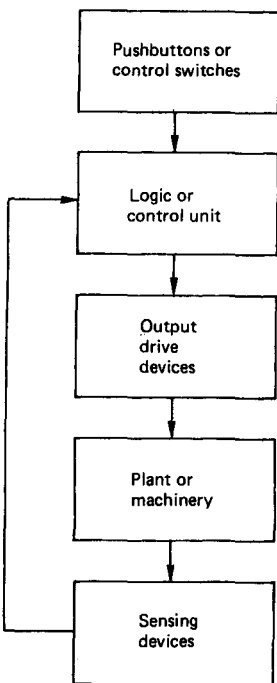 Pushbuttons or
control switches
Logic or
control unit
Output
drive
devices
Plant or
machinery
Sensing
devices